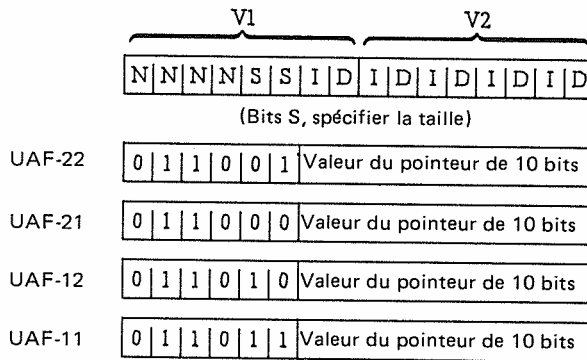 V1 V2
N N N N S S I D I D I D I D I D
(Bits S, spécifier la taille)
UAF-22 0 1 1 0 0 1 Valeur du pointeur de 10 bits
UAF-21 0 1 1 0 0 0 Valeur du pointeur de 10 bits
UAF-12 0 1 1 0 1 0 Valeur du pointeur de 10 bits
UAF-11 0 1 1 0 1 1 Valeur du pointeur de 10 bits